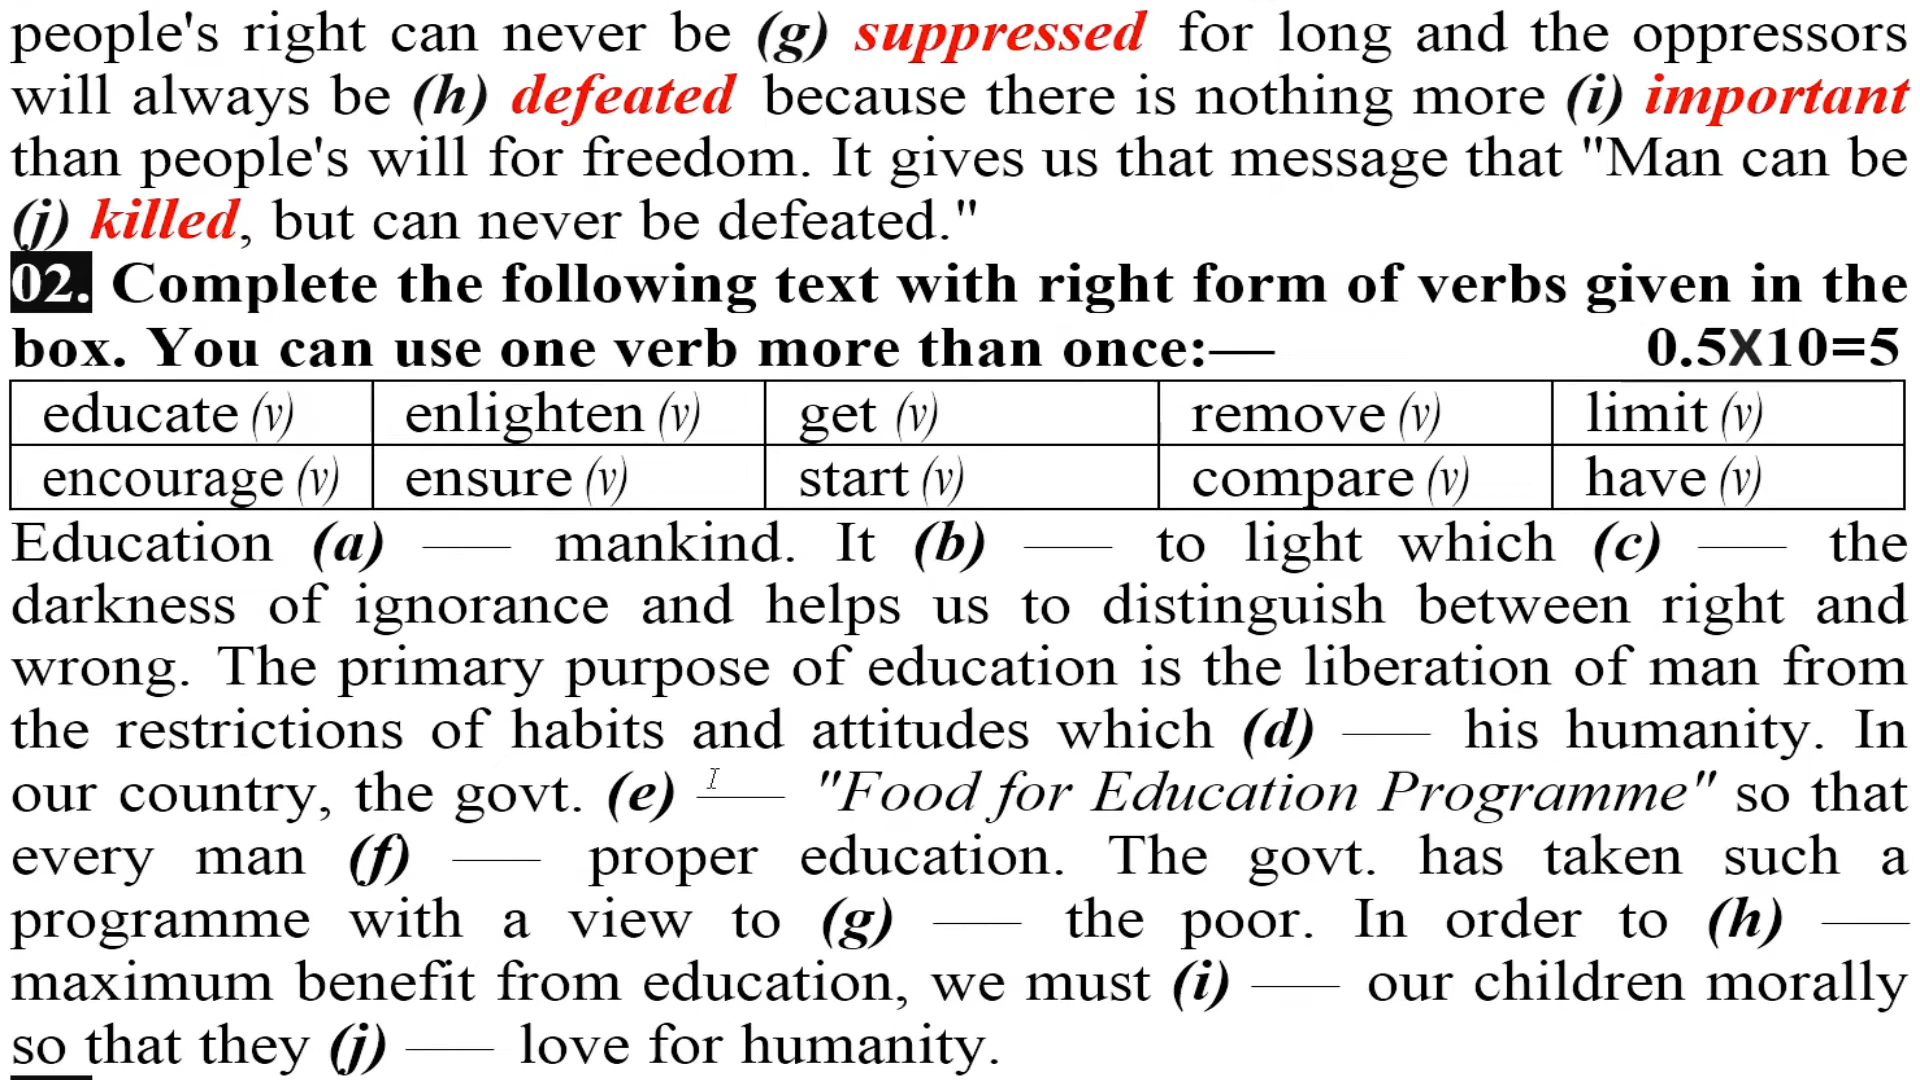 people's right can never be (g) suppressed for long and the oppressors
will always be (h) defeated because there is nothing more (i) important
than people's will for freedom. It gives us that message that "Man can be
(j) killed, but can never be defeated."
02. Complete the following text with right form of verbs given in the
box. You can use one verb more than once:— 0.5X10=5
educate (v) enlighten (v) get (v) remove (v) limit (v)
encourage (v) ensure (v) start (v) compare (v) have (v)
Education (a) — mankind. It (b) — to light which (c) — the
darkness of ignorance and helps us to distinguish between right and
wrong. The primary purpose of education is the liberation of man from
the restrictions of habits and attitudes which (d) — his humanity. In
our country, the govt. (e) — "Food for Education Programme" so that
every man (f) — proper education. The govt. has taken such a
programme with a view to (g) — the poor. In order to (h) —
maximum benefit from education, we must (i) — our children morally
so that they (j) — love for humanity.